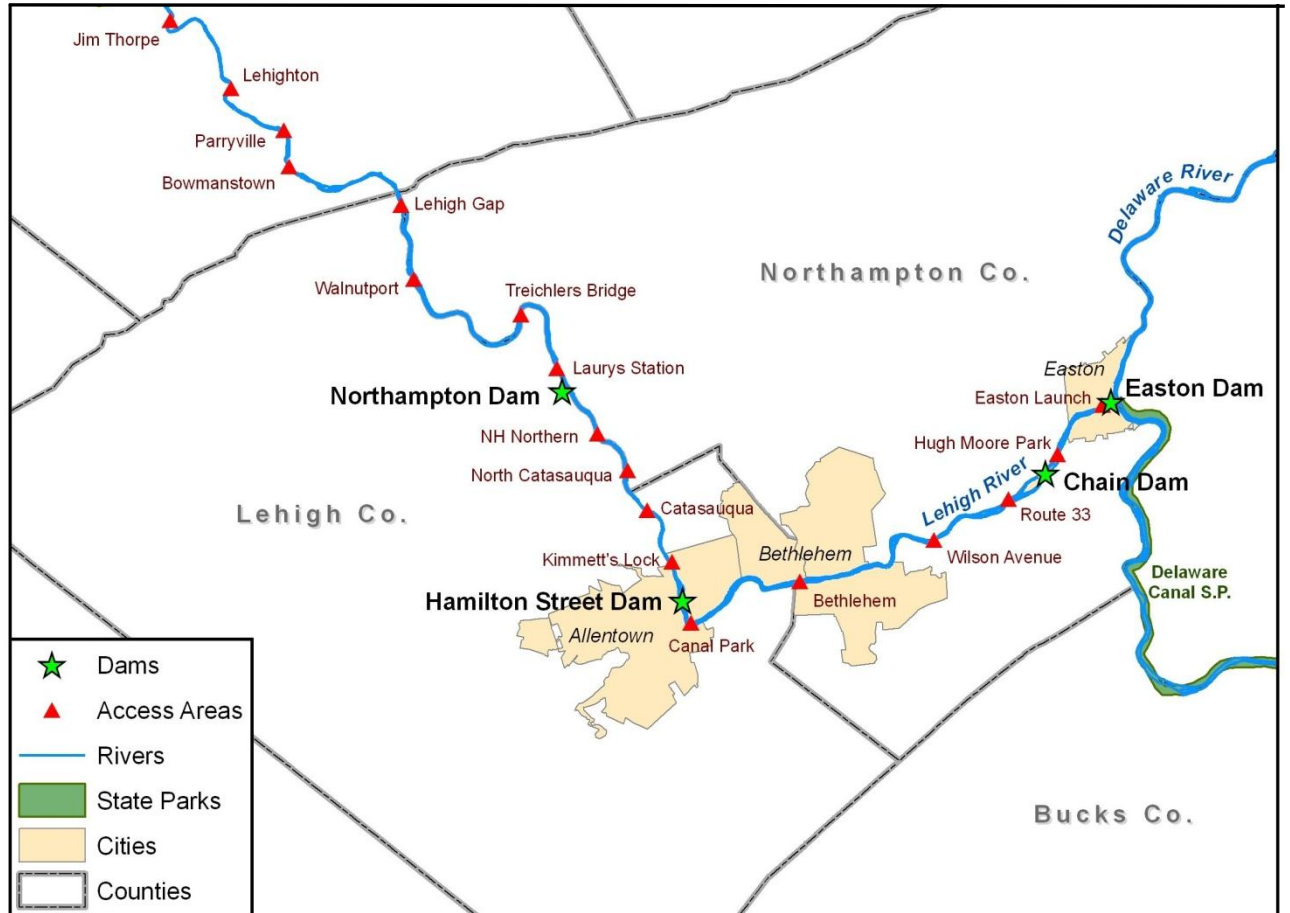 Jim Thorpe
Lehighton
Parryville
Bowmanstown
Lehigh Gap
Delaware River
Northampton Co.
Walnutport
Treichlers Bridge
Laurys Station
Northampton Dam
Easton
Easton Dam
Easton Launch
NH Northern
Hugh Moore Park
North Catasauqua
Chain Dam
Lehigh River
Route 33
Lehigh Co.
Catasauqua
Kimmett's Lock
Bethlehem
Wilson Avenue
Delaware
Canal S.P.
Hamilton Street Dam
Bethlehem
Allentown
Canal Park
Bucks Co.
Dams
Access Areas
Rivers
State Parks
Cities
Counties